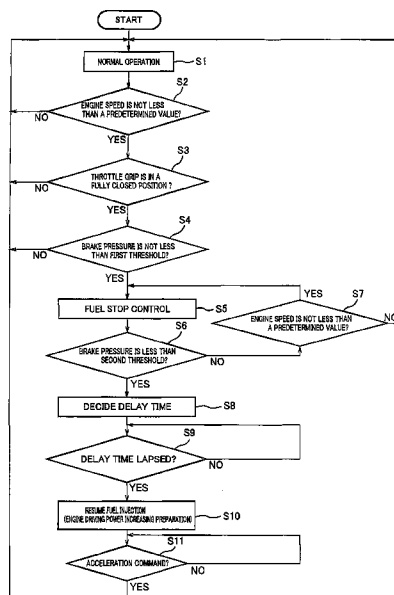 START
NORMAL OPERATION
S1
S2
ENGINE SPEED IS NOT LESS
THAN A PREDETERMINED VALUE?
NO
YES
S3
THROTTLE GRIP IS IN A
FULLY CLOSED POSITION ?
NO
YES
S4
BRAKE PRESSURE IS NOT LESS
THAN FIRST THRESHOLD?
NO
YES
FUEL STOP CONTROL
S5
YES
S7
ENGINE SPEED IS NOT LESS THAN
A PREDETERMINED VALUE?
NO
S6
BRAKE PRESSURE IS LESS THAN
SECOND THRESHOLD?
NO
YES
DECIDE DELAY TIME
S8
S9
DELAY TIME LAPSED?
NO
YES
RESUME FUEL INJECTION
(ENGINE DRIVING POWER INCREASING PREPARATION)
S10
S11
ACCELERATION COMMAND?
NO
YES